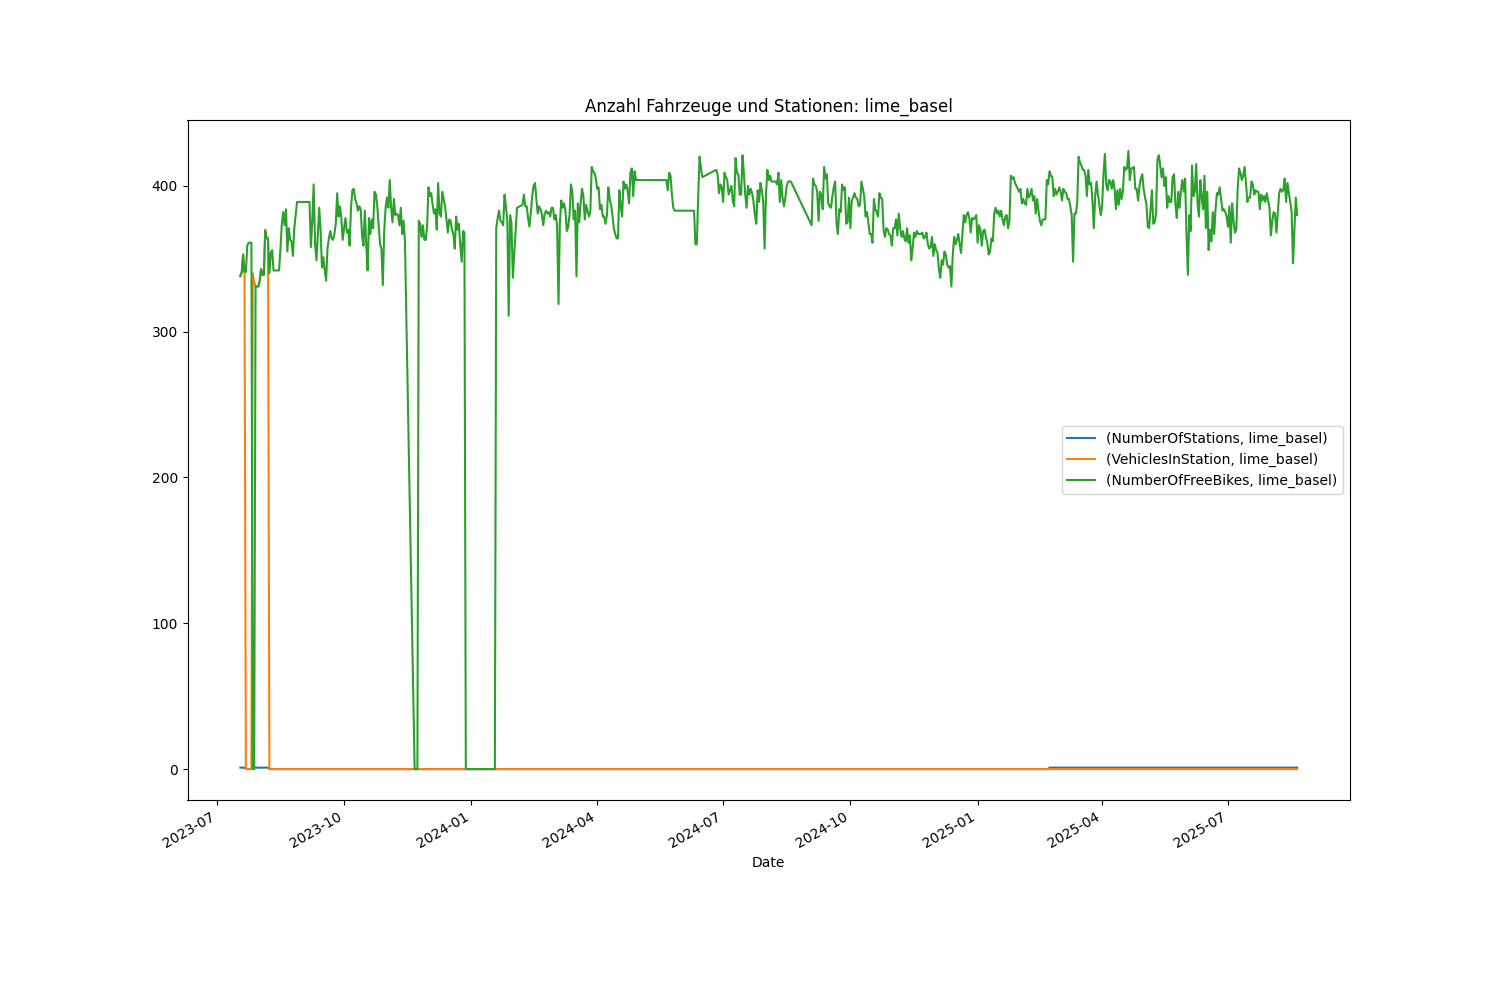 Anzahl Fahrzeuge und Stationen: lime_basel
400
300
200
100
0
(NumberOfStations, lime_basel)
(VehiclesInStation, lime_basel)
(NumberOfFreeBikes, lime_basel)
2023-07
2023-10
2024-01
2024-04
2024-07
2024-10
2025-01
2025-04
2025-07
Date